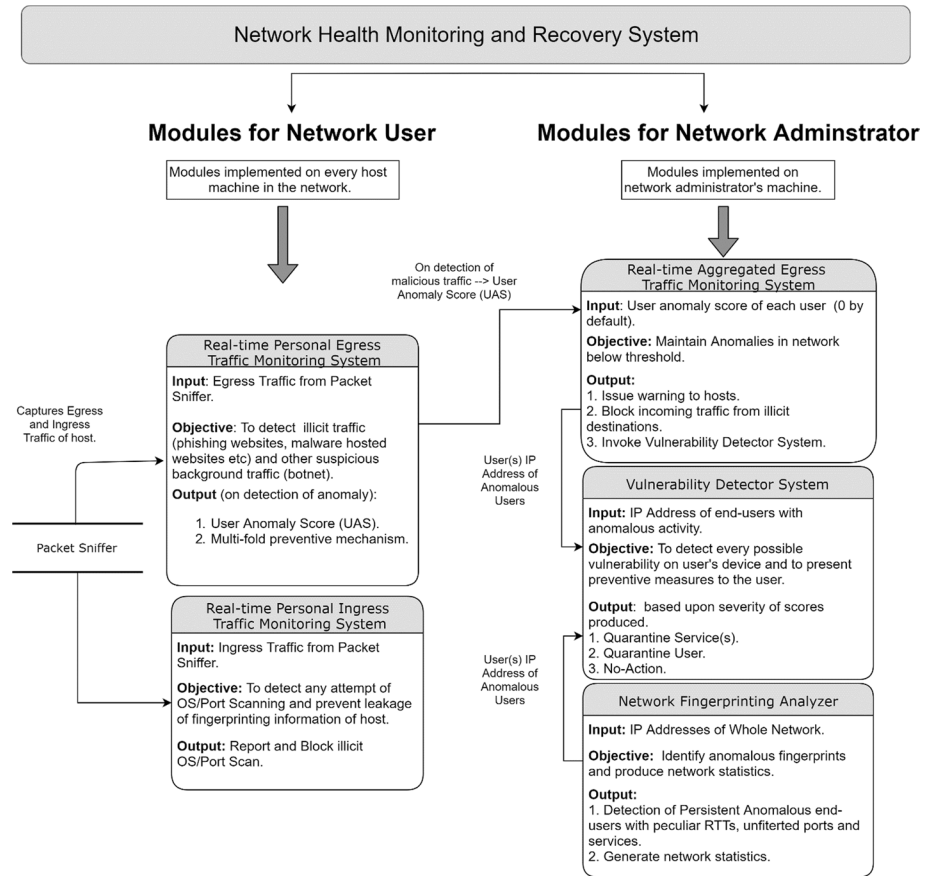 Network Health Monitoring and Recovery System
Modules for Network User
Modules for Network Adminstrator
Modules implemented on every host
machine in the network.
Modules implemented on
network administrator's machine.
On detection of
malicious traffic --> User
Anomaly Score (UAS)
Real-time Aggregated Egress
Traffic Monitoring System
Input: User anomaly score of each user (0 by
default).
Objective: Maintain Anomalies in network
below threshold.
Output:
1. Issue warning to hosts.
2. Block incoming traffic from illicit
destinations.
3. Invoke Vulnerability Detector System.
Real-time Personal Egress
Traffic Monitoring System
Input: Egress Traffic from Packet
Sniffer.
Objective: To detect illicit traffic
(phishing websites, malware hosted
websites etc) and other suspicious
background traffic (botnet).
Output (on detection of anomaly):
1. User Anomaly Score (UAS).
2. Multi-fold preventive mechanism.
Captures Egress
and Ingress
Traffic of host.
Packet Sniffer
User(s) IP
Address of
Anomalous
Users
Vulnerability Detector System
Input: IP Address of end-users with
anomalous activity.
Objective: To detect every possible
vulnerability on user's device and to present
preventive measures to the user.
Output: based upon severity of scores
produced.
1. Quarantine Service(s).
2. Quarantine User.
3. No-Action.
Real-time Personal Ingress
Traffic Monitoring System
Input: Ingress Traffic from Packet
Sniffer.
Objective: To detect any attempt of
OS/Port Scanning and prevent leakage
of fingerprinting information of host.
Output: Report and Block illicit
OS/Port Scan.
User(s) IP
Address of
Anomalous
Users
Network Fingerprinting Analyzer
Input: IP Addresses of Whole Network.
Objective: Identify anomalous fingerprints
and produce network statistics.
Output:
1. Detection of Persistent Anomalous end-
users with peculiar RTTs, unfiterted ports and
services.
2. Generate network statistics.